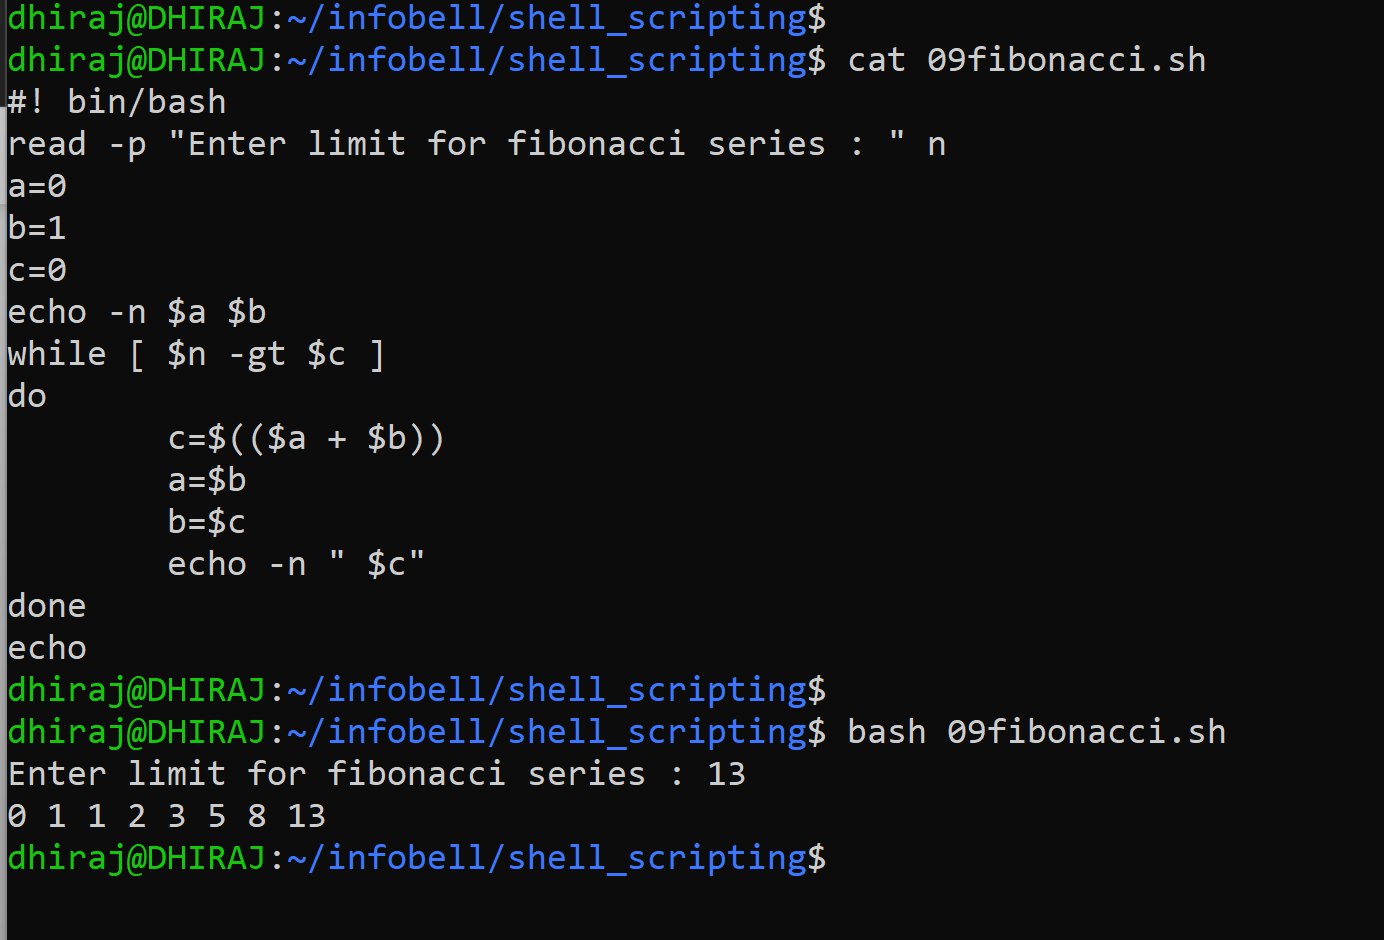 dhiraj@DHIRAJ:~/infobell/shell_scripting$
dhiraj@DHIRAJ:~/infobell/shell_scripting$ cat 09fibonacci.sh
#! bin/bash
read -p "Enter limit for fibonacci series : " n
a=0
b=1
c=0
echo -n $a $b
while [ $n -gt $c ]
do
        c=$(($a + $b))
        a=$b
        b=$c
        echo -n " $c"
done
echo
dhiraj@DHIRAJ:~/infobell/shell_scripting$
dhiraj@DHIRAJ:~/infobell/shell_scripting$ bash 09fibonacci.sh
Enter limit for fibonacci series : 13
0 1 1 2 3 5 8 13
dhiraj@DHIRAJ:~/infobell/shell_scripting$